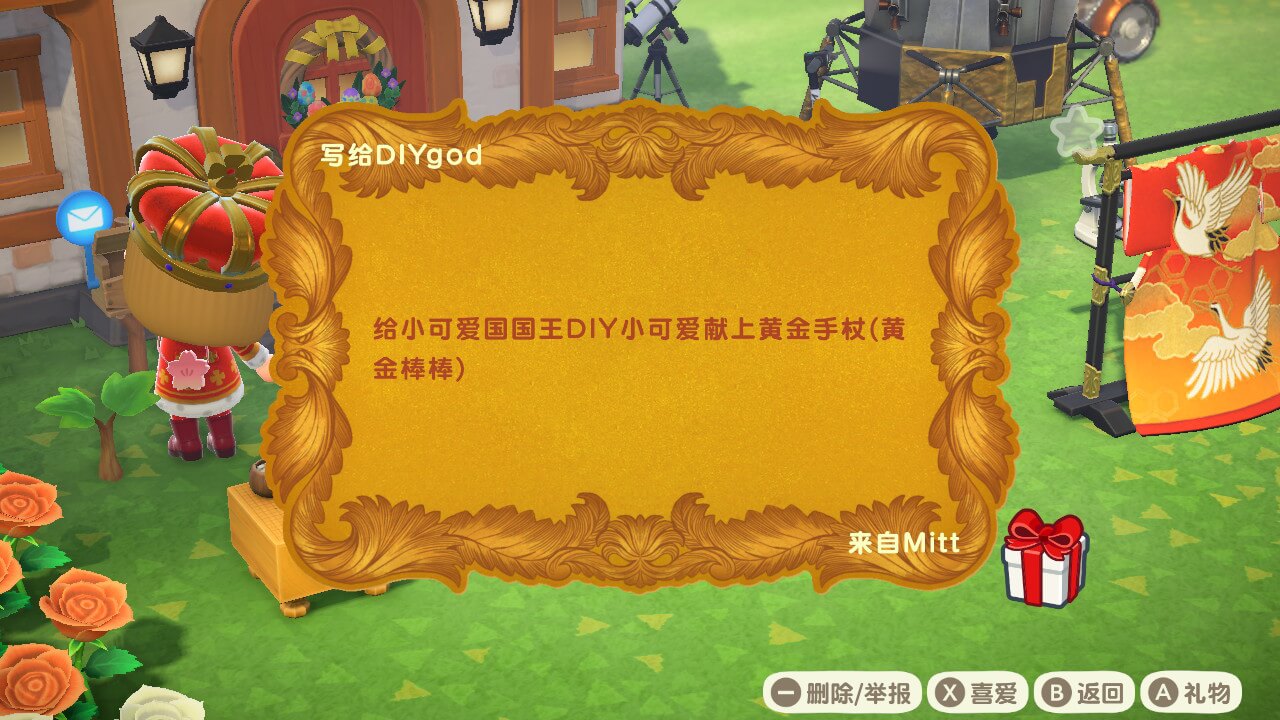 写给DIYgod
给小可爱国国王DIY小可爱献上黄金手杖(黄
金棒棒)
来自Mitt
删除/举报
X 喜爱
B 返回
A 礼物